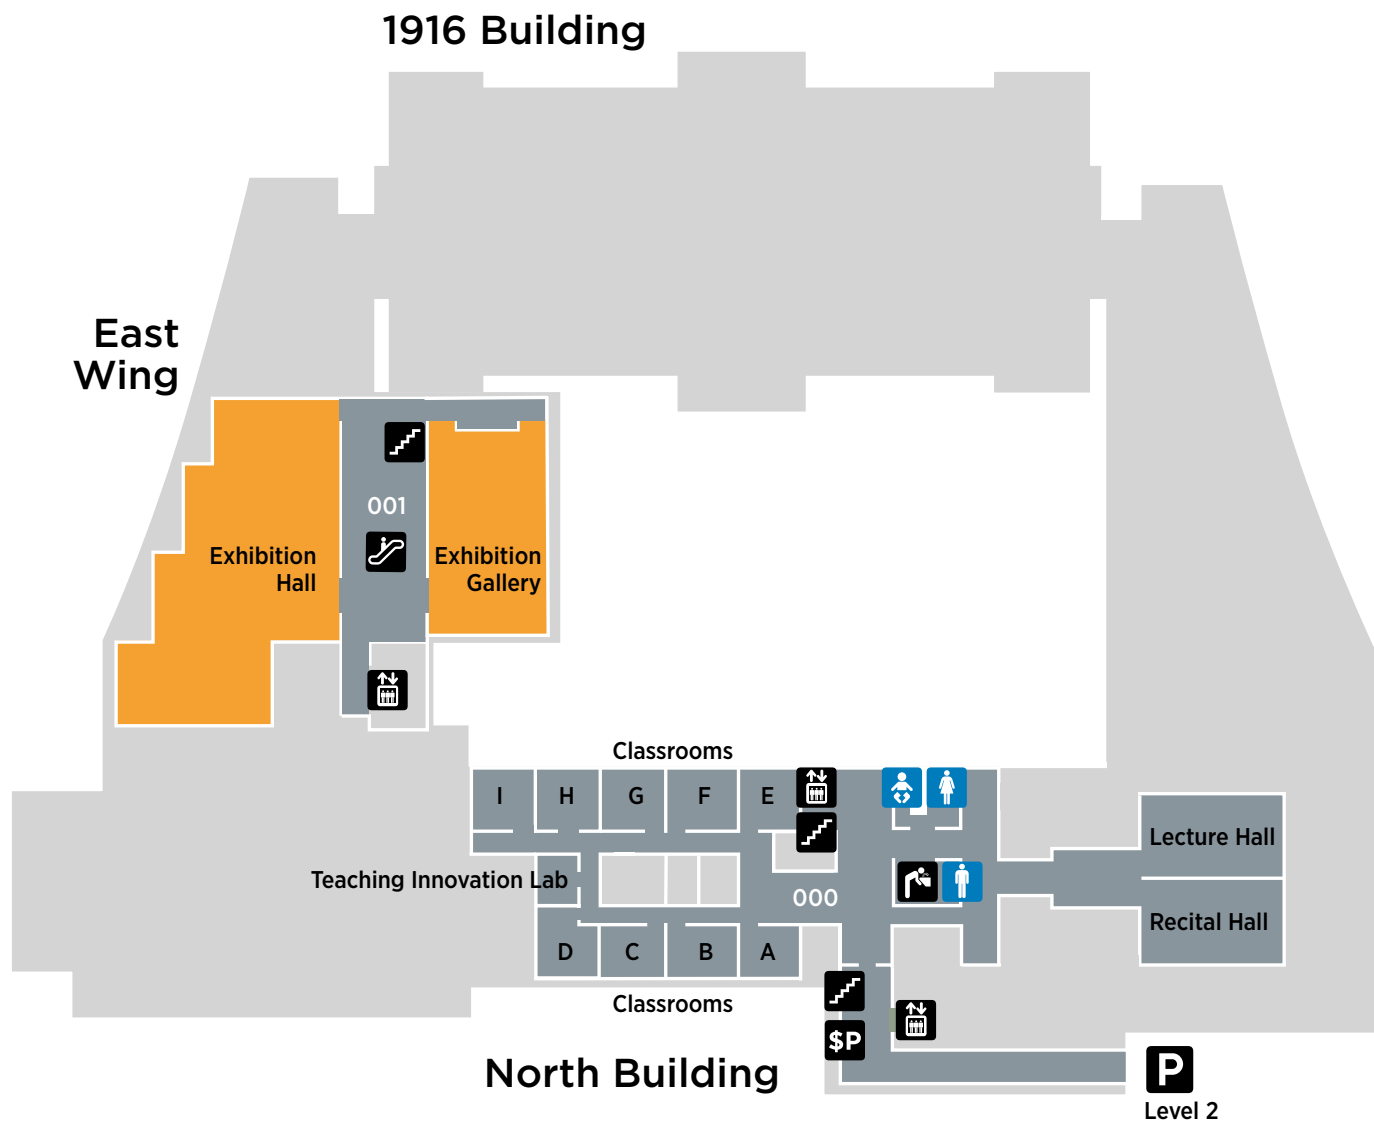 1916 Building
East
Wing
001
Exhibition
Hall
Exhibition
Gallery
Classrooms
I
H
G
F
E
Teaching Innovation Lab
000
Lecture Hall
Recital Hall
D
C
B
A
Classrooms
$P
North Building
P
Level 2